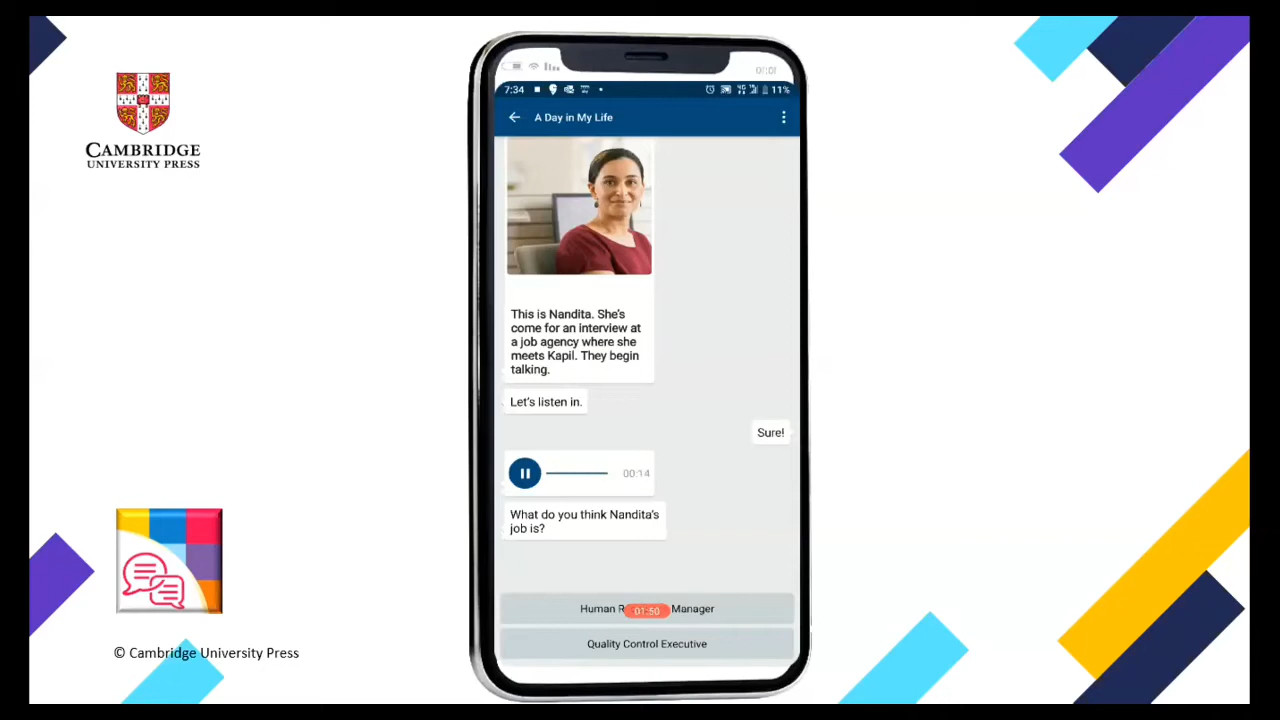 CAMBRIDGE
UNIVERSITY PRESS
7:34
11%
A Day in My Life
This is Nandita. She's
come for an interview at
a job agency where she
meets Kapil. They begin
talking.
Let's listen in.
Sure!
00:14
What do you think Nandita's
job is?
Human R
01:50
Manager
Quality Control Executive
© Cambridge University Press